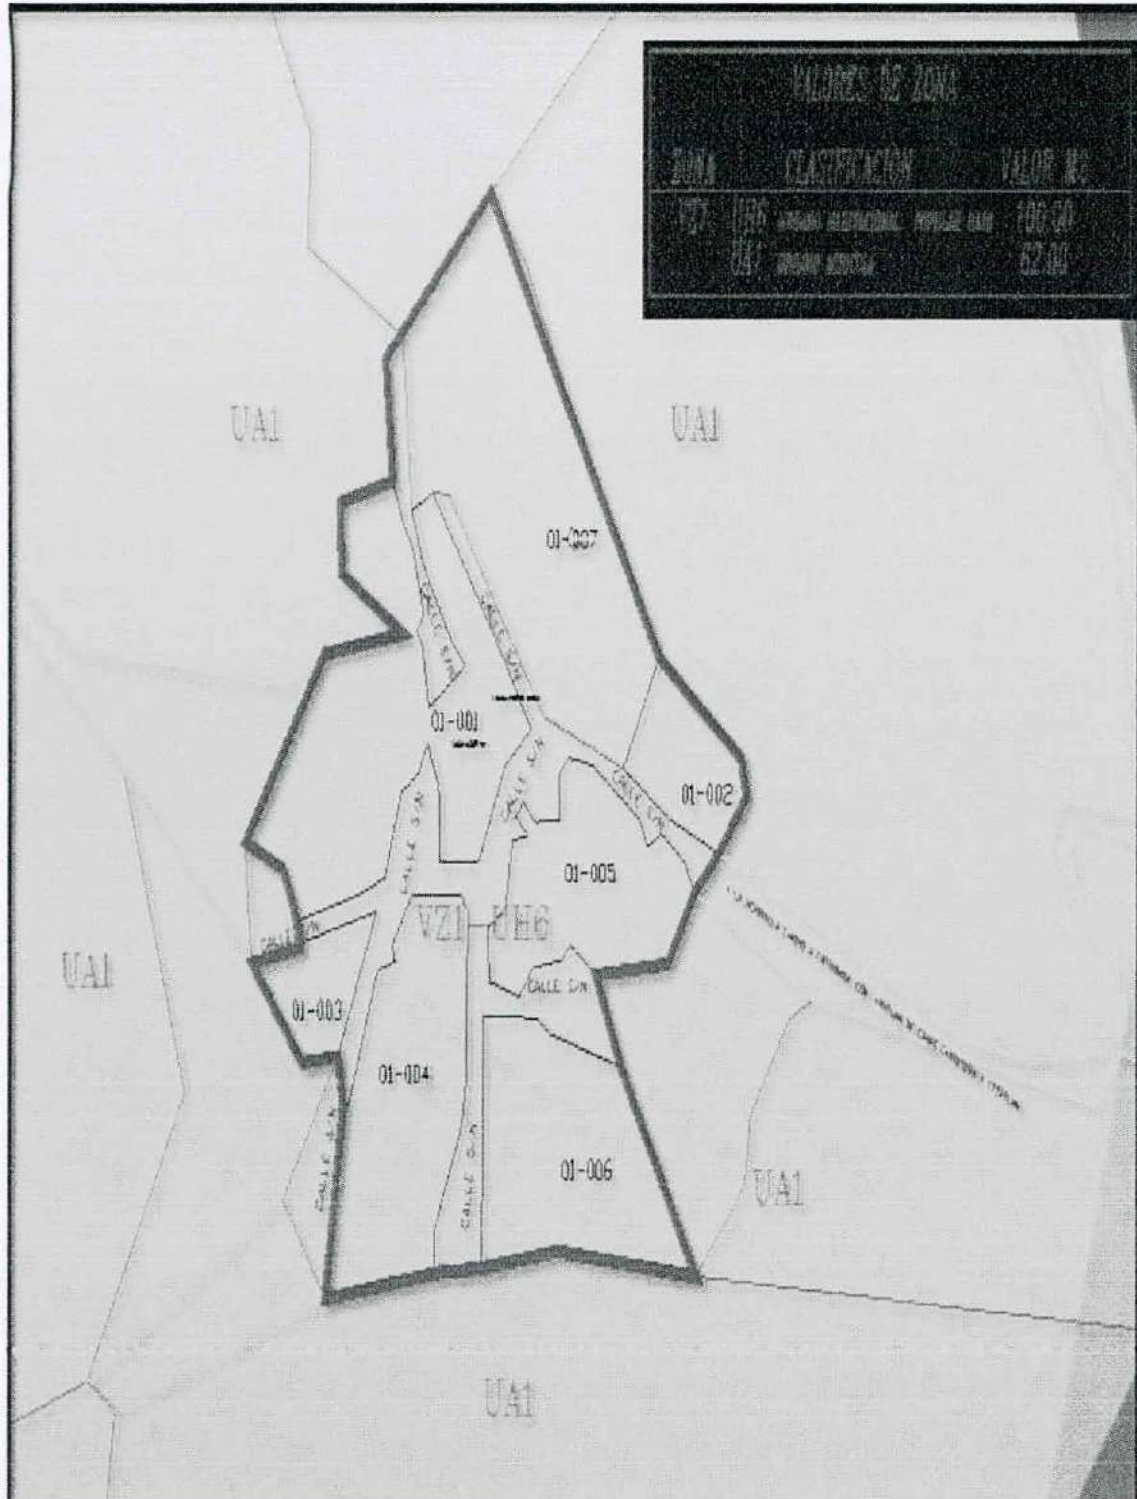 VALORES DE ZONA
ZONA CLASIFICACION VALOR M2
VZ1 UH6 100.00
UA1 URBANO 62.00
UA1
UA1
01-007
CALLE S/N
CALLE S/N
01-001
CALLE S/N
CALLE S/N
01-002
CALLE S/N
01-005
VZ1 UH6
CALLE S/N
UA1
CALLE S/N
01-003
01-004
CALLE S/N
CALLE S/N
01-006
UA1
UA1